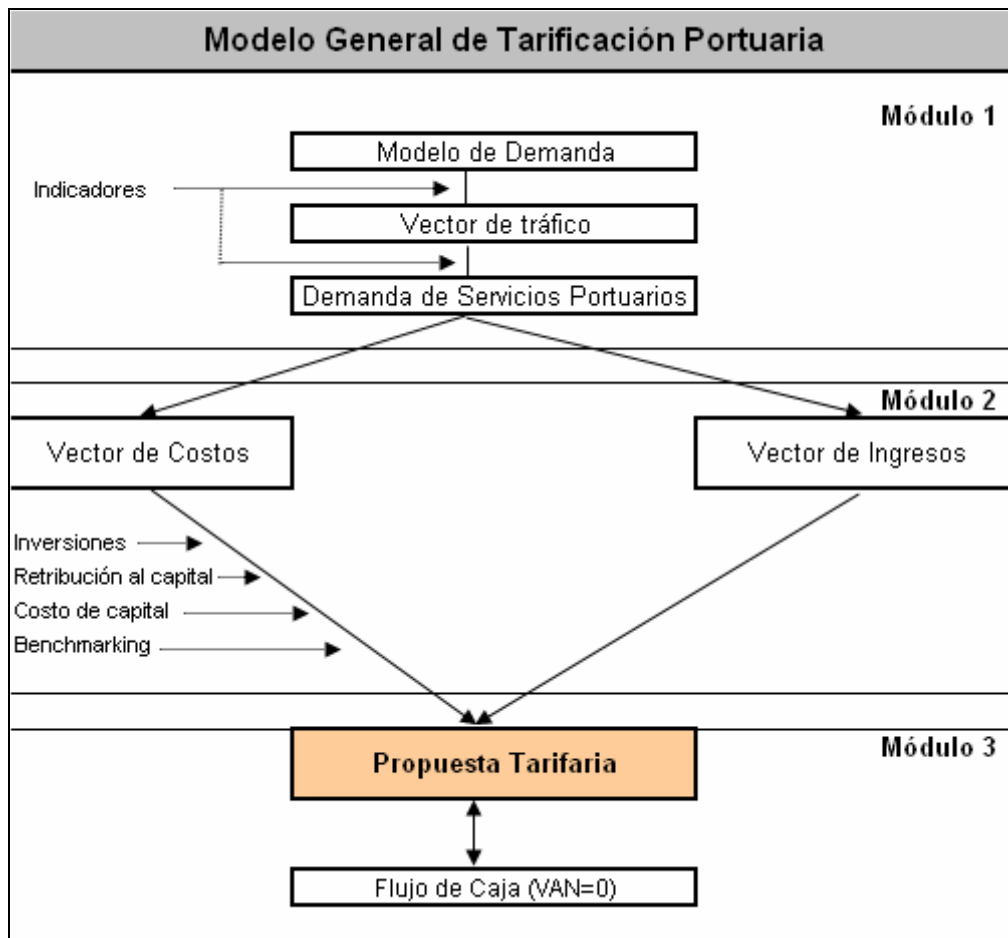 Modelo General de Tarificación Portuaria
Módulo 1
Modelo de Demanda
Indicadores
Vector de tráfico
Demanda de Servicios Portuarios
Módulo 2
Vector de Costos
Vector de Ingresos
Inversiones
Retribución al capital
Costo de capital
Benchmarking
Módulo 3
Propuesta Tarifaria
Flujo de Caja (VAN=0)